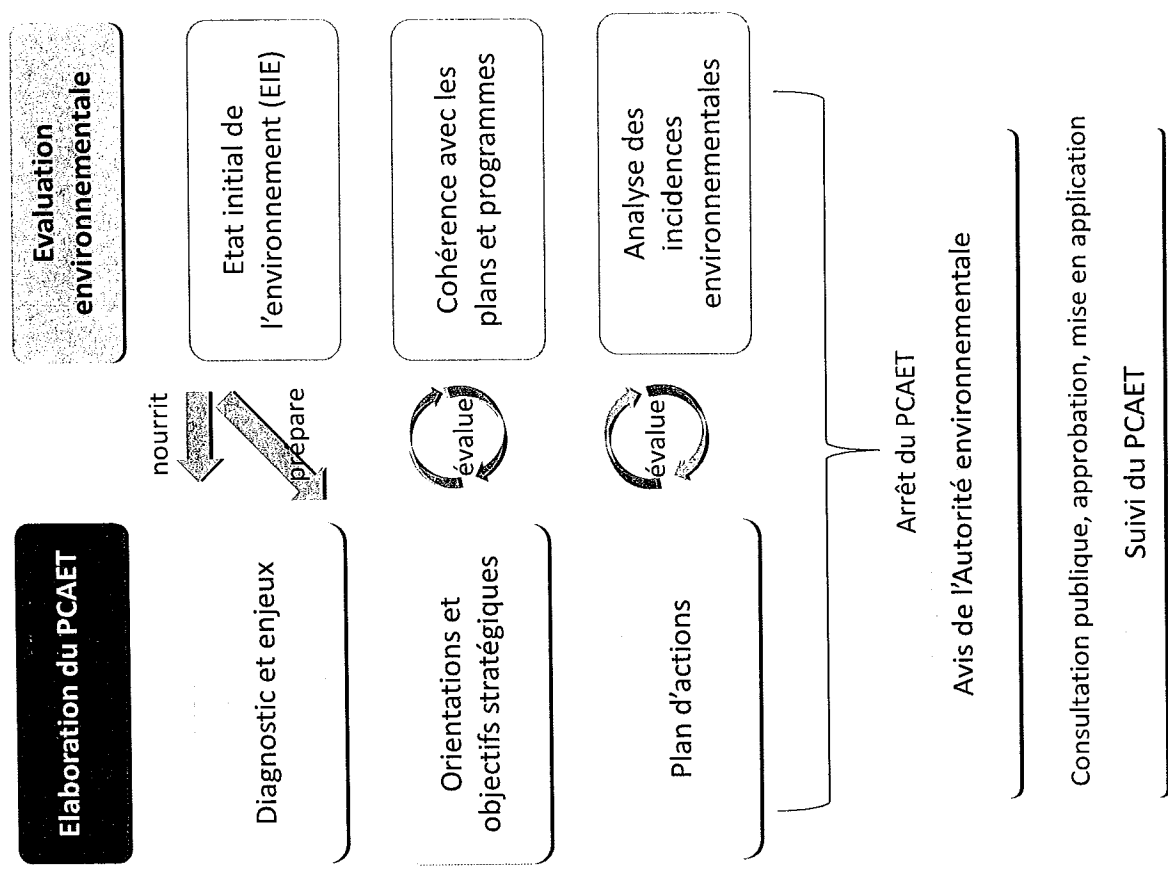 Elaboration du PCAET
Evaluation
environnementale
nourrit
Diagnostic et enjeux
prépare
Etat initial de
l'environnement (EIE)
Orientations et
objectifs stratégiques
évalue
Cohérence avec les
plans et programmes
Plan d'actions
évalue
Analyse des
incidences
environnementales
Arrêt du PCAET
Avis de l'Autorité environnementale
Consultation publique, approbation, mise en application
Suivi du PCAET